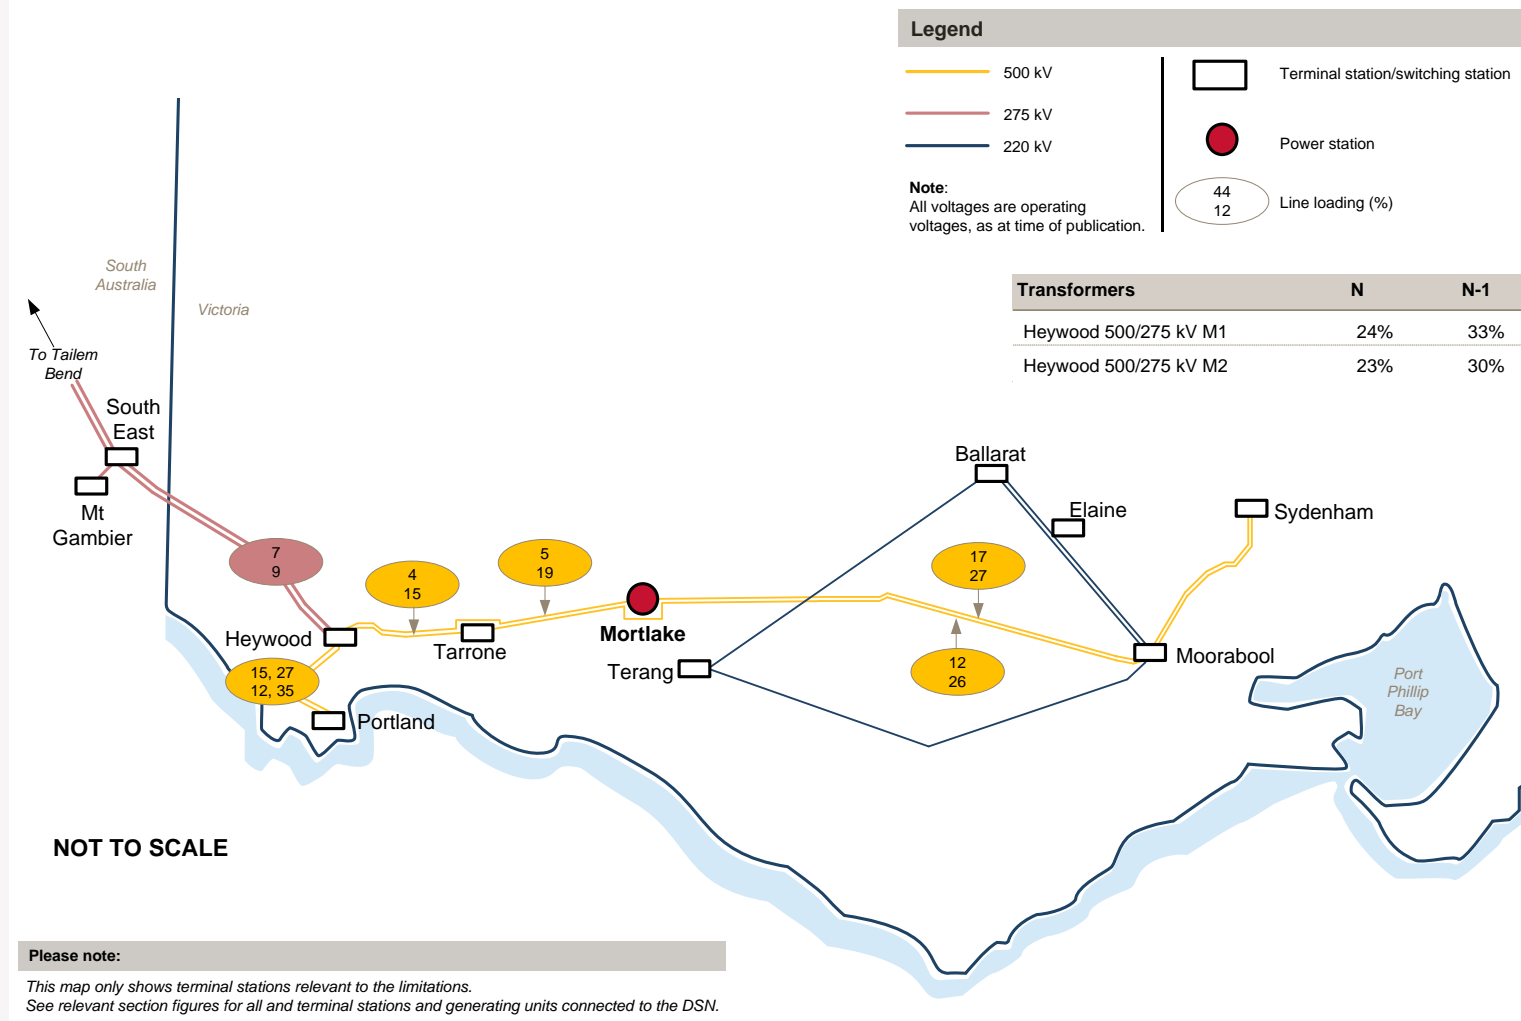 Legend
500 kV
275 kV
220 kV
Note:
All voltages are operating
voltages, as at time of publication.
Terminal station/switching station
Power station
44
12
Line loading (%)
Transformers N N-1
Heywood 500/275 kV M1 24% 33%
Heywood 500/275 kV M2 23% 30%
South
Australia
Victoria
To Tailem
Bend
South
East
Mt
Gambier
7
9
4
15
5
19
Heywood
Tarrone
Mortlake
15, 27
12, 35
Portland
Terang
Ballarat
Elaine
17
27
12
26
Sydenham
Moorabool
Port
Phillip
Bay
NOT TO SCALE
Please note:
This map only shows terminal stations relevant to the limitations.
See relevant section figures for all and terminal stations and generating units connected to the DSN.